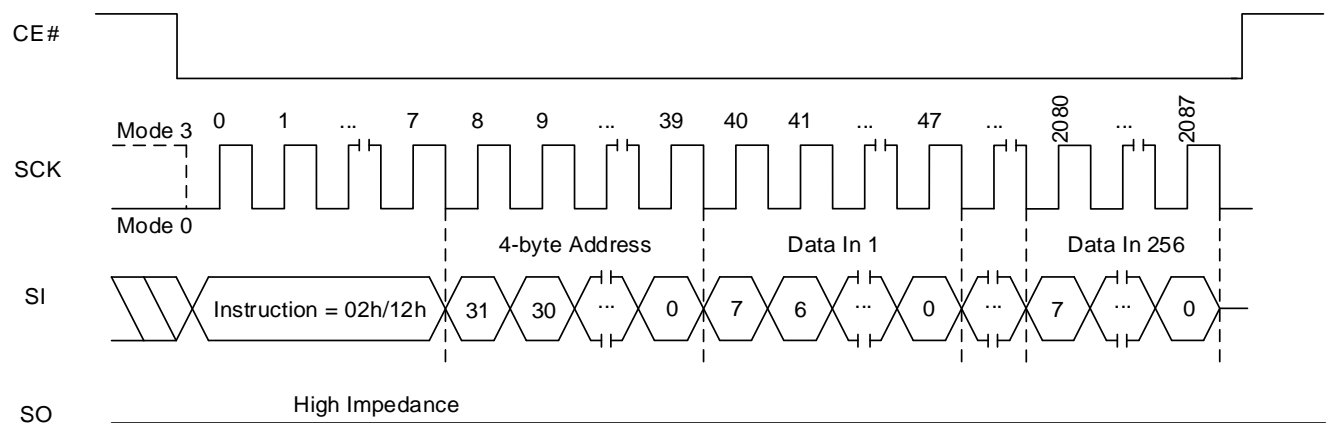 CE#
Mode 3
0 1 ... 7 8 9 ... 39 40 41 ... 47 ... 2080 ... 2087
SCK
Mode 0
4-byte Address Data In 1 Data In 256
SI
Instruction = 02h/12h 31 30 ... 0 7 6 ... 0 ... 7 ... 0
High Impedance
SO